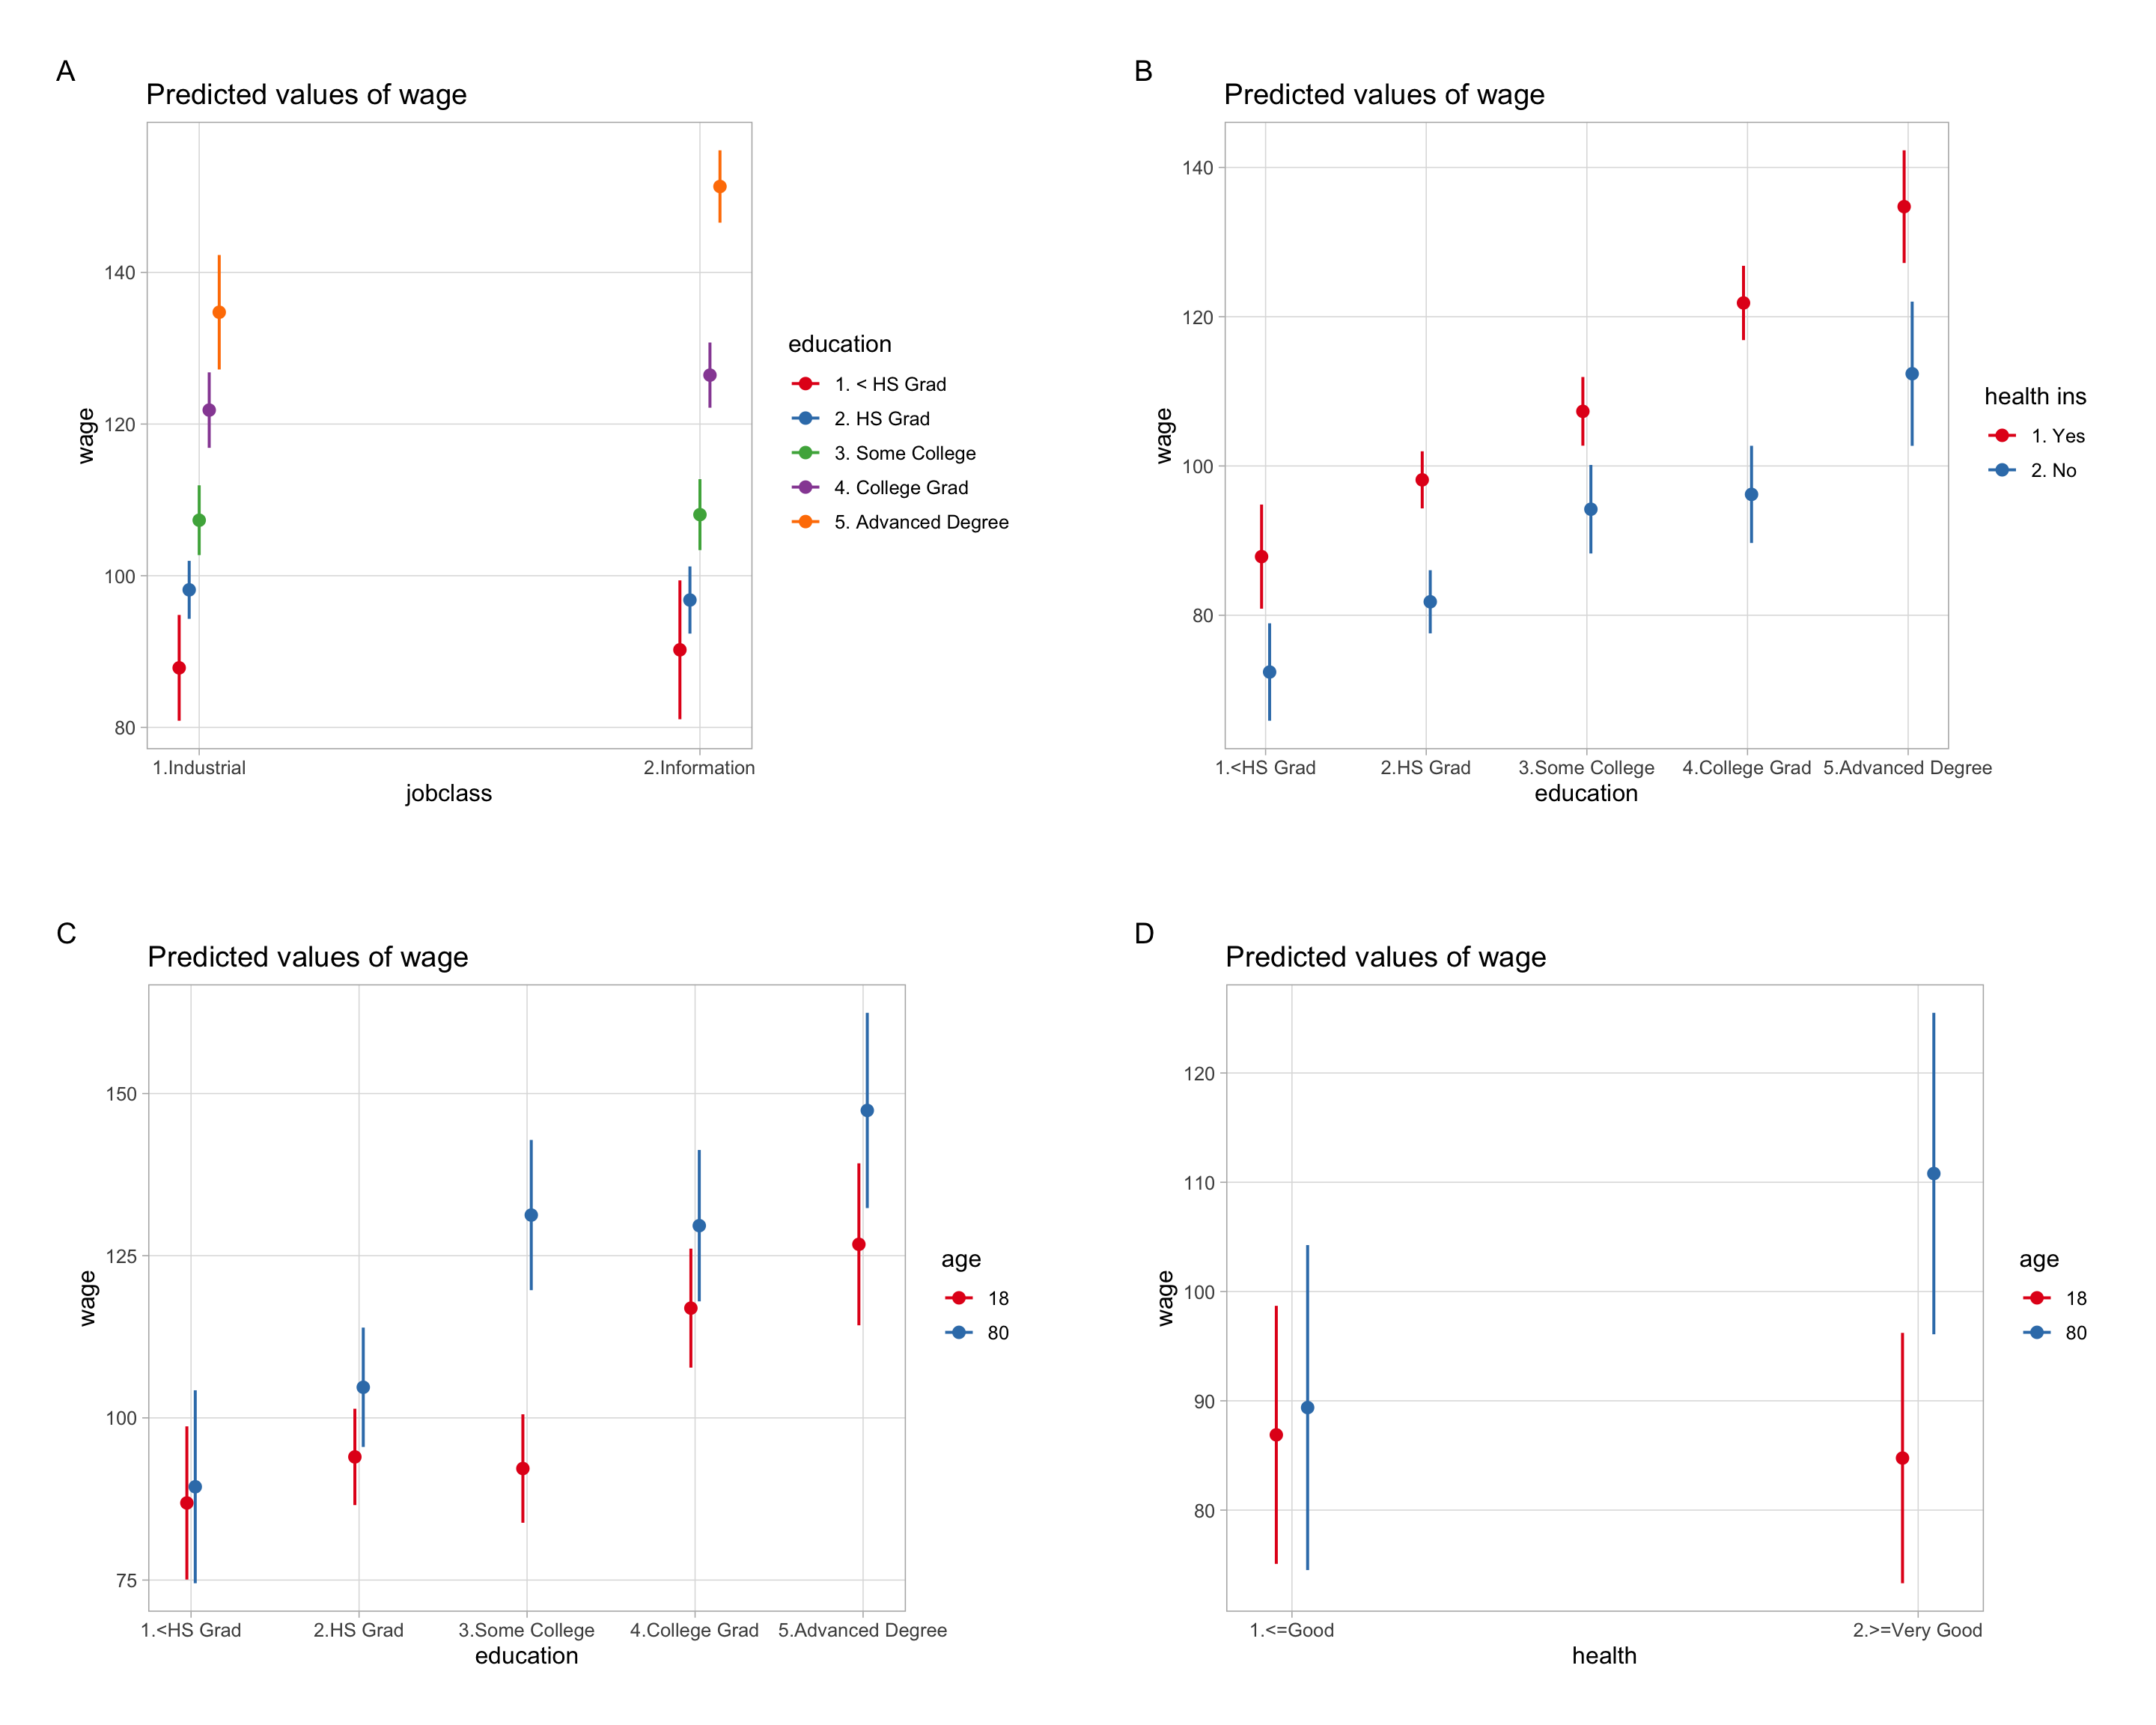 A
Predicted values of wage
140
120
100
80
wage
1.Industrial
2.Information
jobclass
education
1. < HS Grad
2. HS Grad
3. Some College
4. College Grad
5. Advanced Degree
B
Predicted values of wage
140
120
100
80
wage
1.<HS Grad
2.HS Grad
3.Some College
4.College Grad
5.Advanced Degree
education
health ins
1. Yes
2. No
C
Predicted values of wage
150
125
100
75
wage
1.<HS Grad
2.HS Grad
3.Some College
4.College Grad
5.Advanced Degree
education
age
18
80
D
Predicted values of wage
120
110
100
90
80
wage
1.<=Good
2.>=Very Good
health
age
18
80